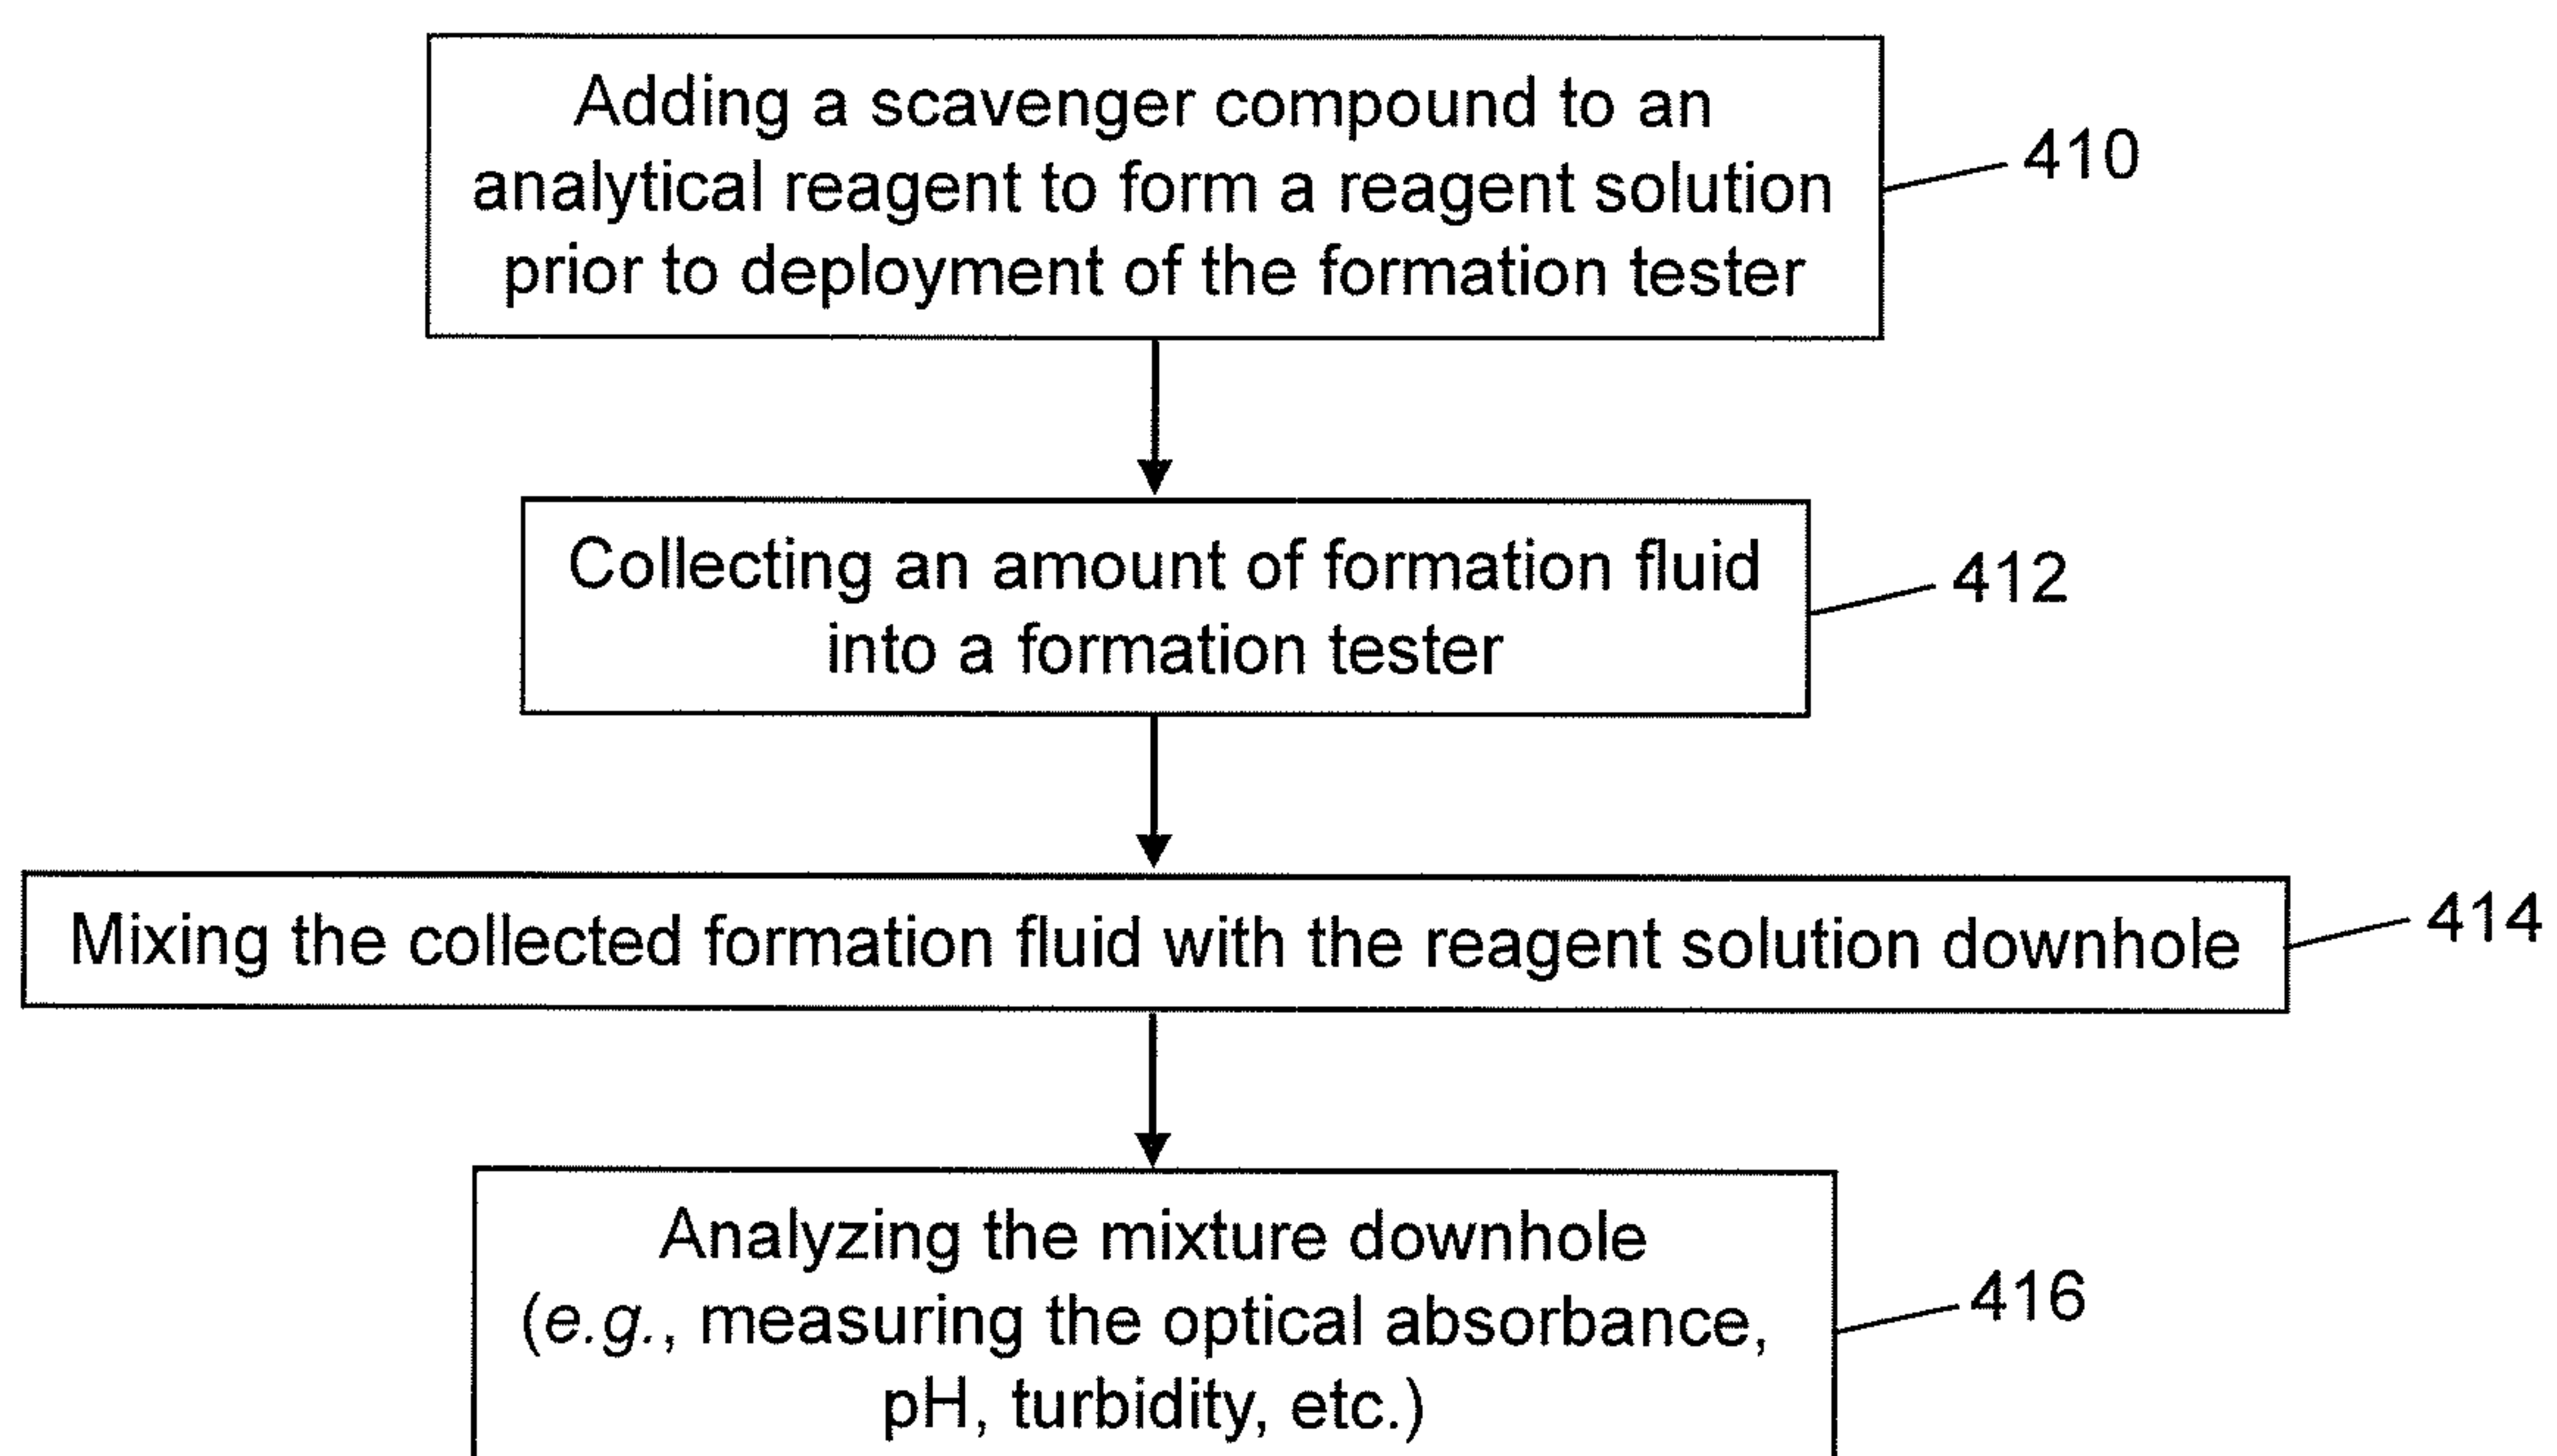 Adding a scavenger compound to an
analytical reagent to form a reagent solution
prior to deployment of the formation tester
410
Collecting an amount of formation fluid
into a formation tester
412
Mixing the collected formation fluid with the reagent solution downhole
414
Analyzing the mixture downhole
(e.g., measuring the optical absorbance,
pH, turbidity, etc.)
416